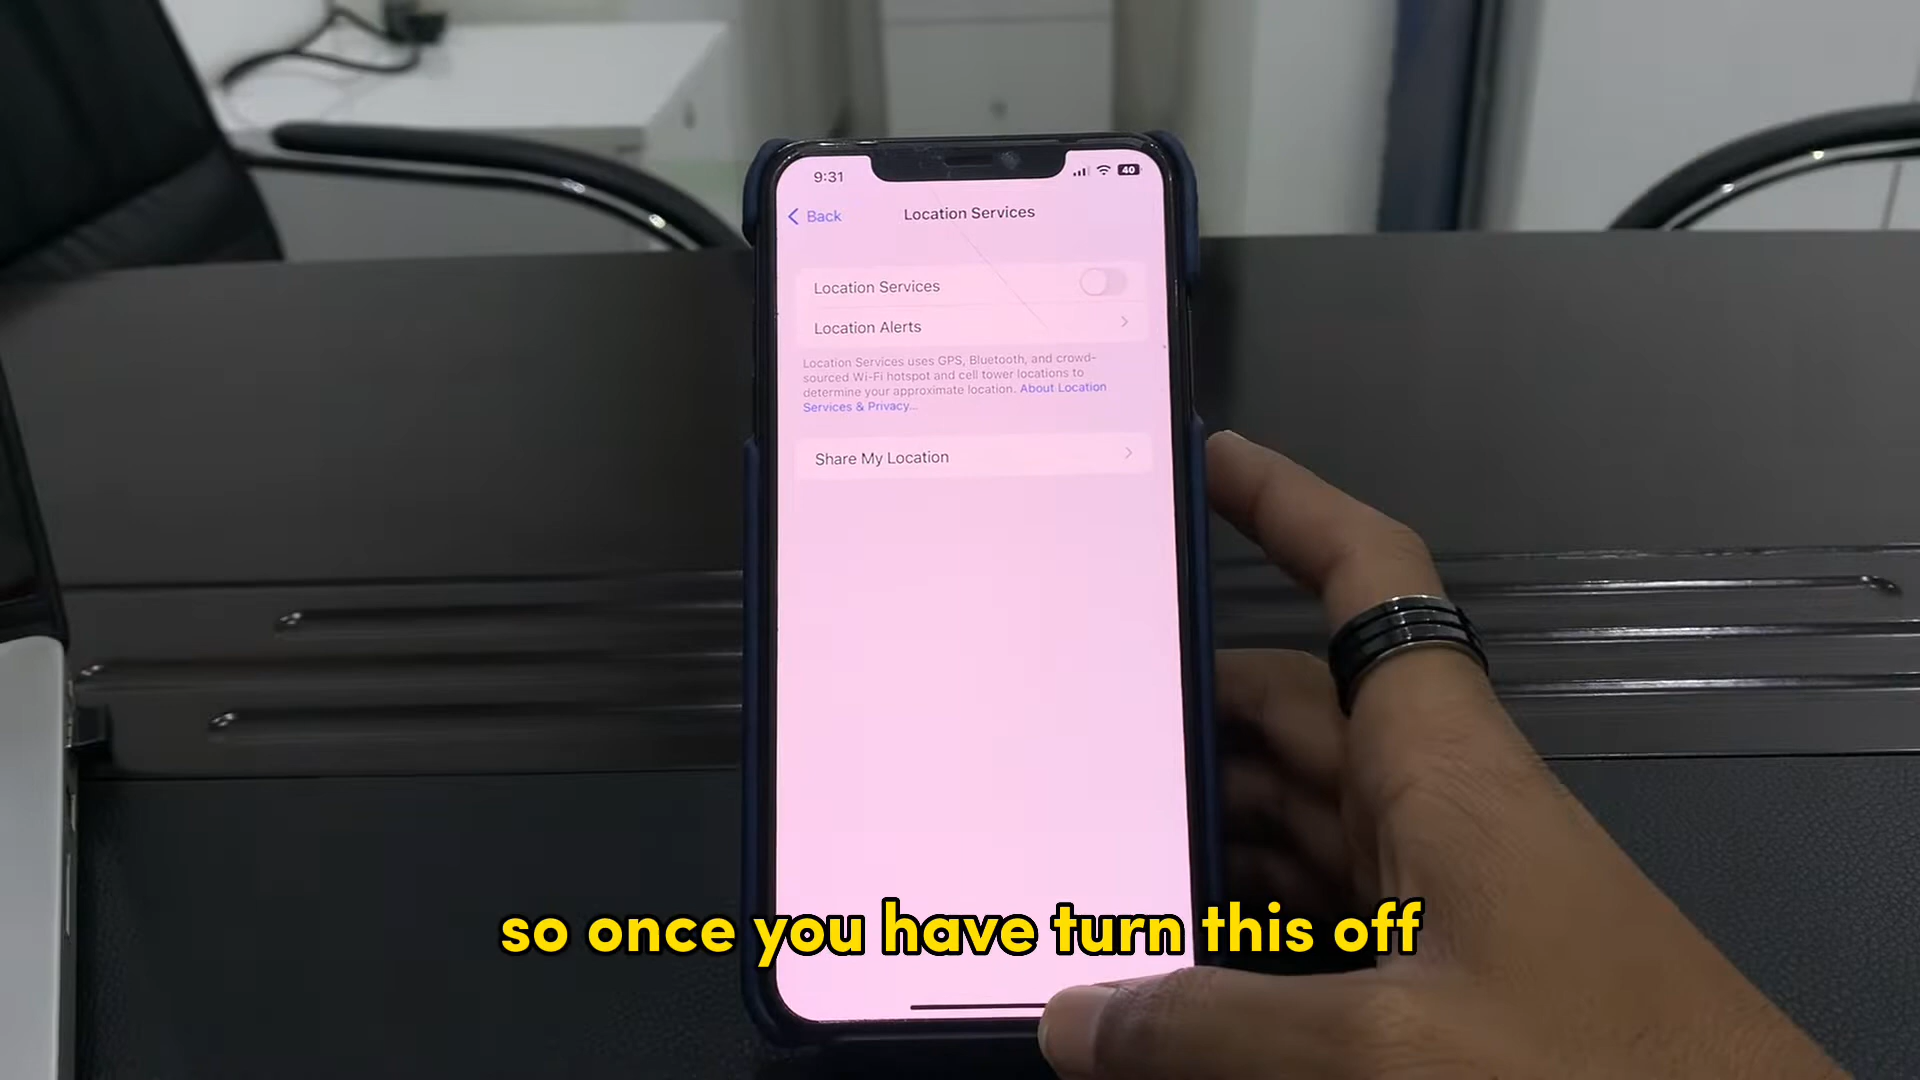 9:31
40
Back
Location Services
Location Services
Location Alerts
Location Services uses GPS, Bluetooth, and crowd-
sourced Wi-Fi hotspot and cell tower locations to
determine your approximate location. About Location
Services & Privacy...
Share My Location
so once you have turn this off